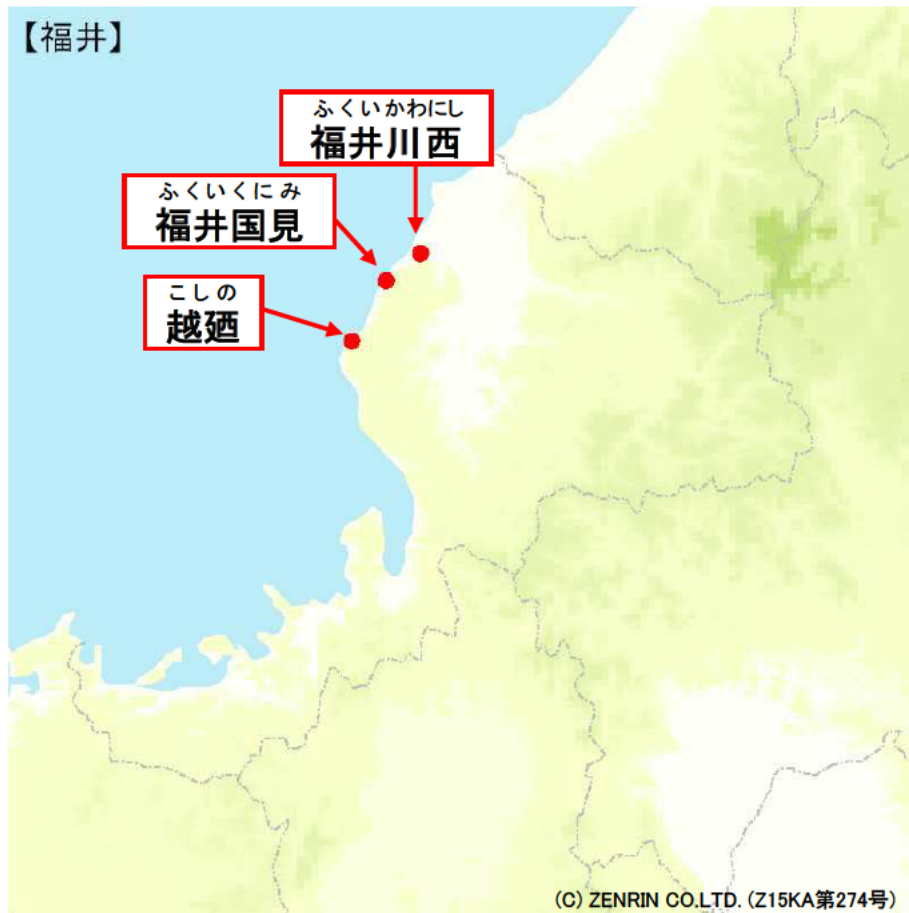 【福井】
ふくいかわにし
福井川西
ふくいくにみ
福井国見
こしの
越廼
(C) ZENRIN CO.LTD. (Z15KA第274号)